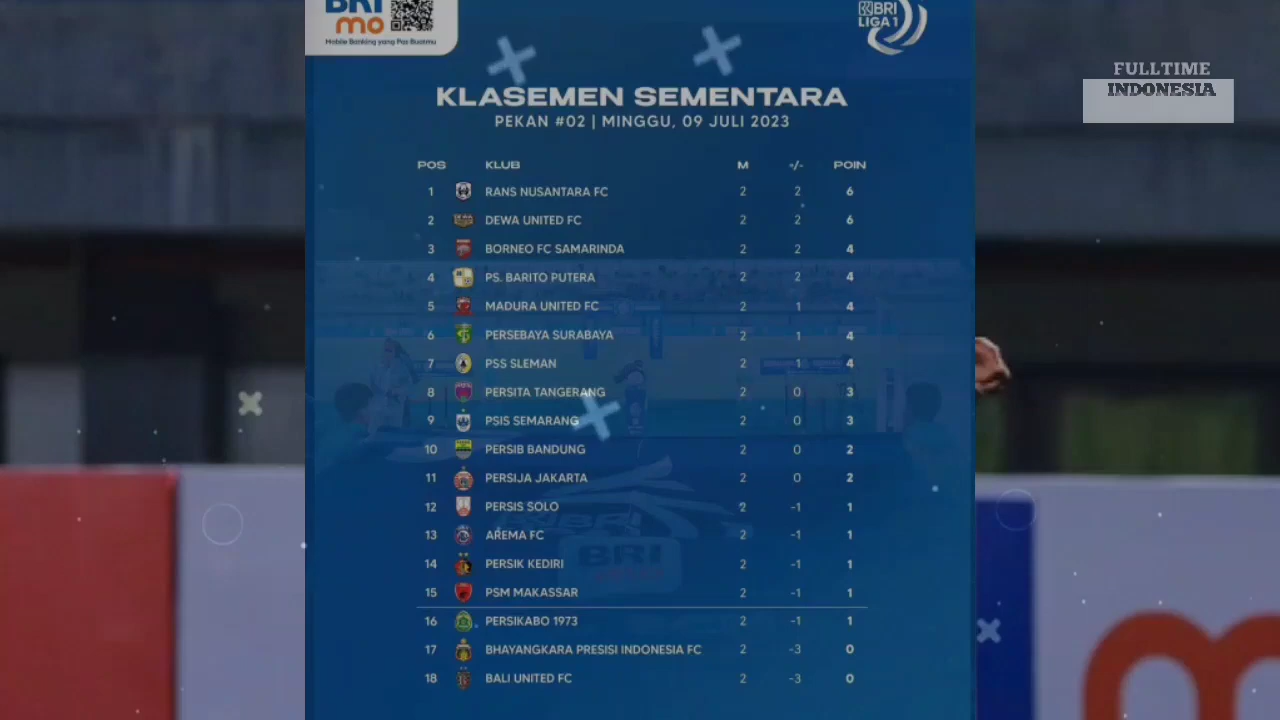 BRI
mo
Mobile Banking yang Pas Buatmu
BRI
LIGA 1
FULLTIME
INDONESIA
KLASEMEN SEMENTARA
PEKAN #02 | MINGGU, 09 JULI 2023
POS KLUB M -/- POIN
1 RANS NUSANTARA FC 2 2 6
2 DEWA UNITED FC 2 2 6
3 BORNEO FC SAMARINDA 2 2 4
4 PS. BARITO PUTERA 2 2 4
5 MADURA UNITED FC 2 1 4
6 PERSEBAYA SURABAYA 2 1 4
7 PSS SLEMAN 2 1 4
8 PERSITA TANGERANG 2 0 3
9 PSIS SEMARANG 2 0 3
10 PERSIB BANDUNG 2 0 2
11 PERSIJA JAKARTA 2 0 2
12 PERSIS SOLO 2 -1 1
13 AREMA FC 2 -1 1
14 PERSIK KEDIRI 2 -1 1
15 PSM MAKASSAR 2 -1 1
16 PERSIKABO 1973 2 -1 1
17 BHAYANGKARA PRESISI INDONESIA FC 2 -3 0
18 BALI UNITED FC 2 -3 0
BRI